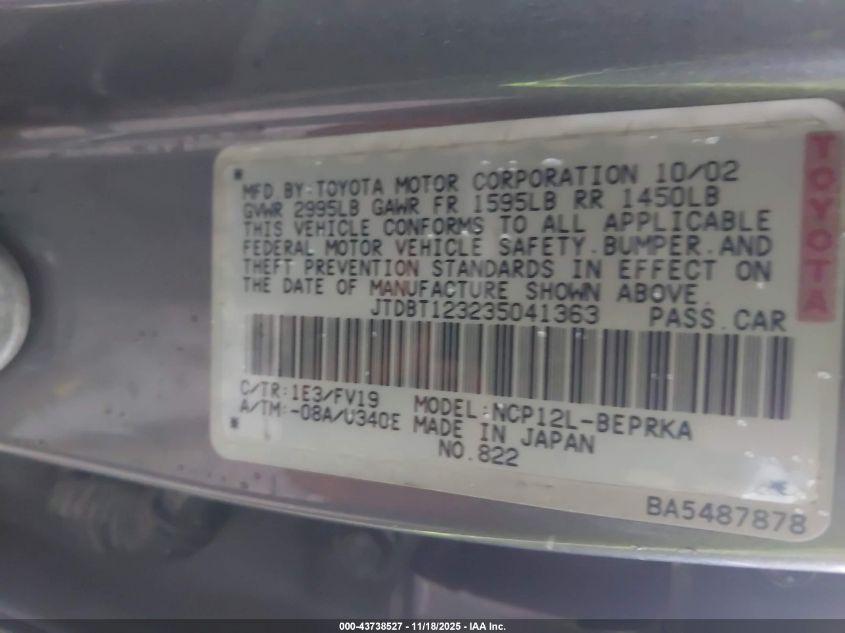 MFD BY:TOYOTA MOTOR CORPORATION 10/02
GVWR 2995LB GAWR FR 1595LB RR 1450LB
THIS VEHICLE CONFORMS TO ALL APPLICABLE
FEDERAL MOTOR VEHICLE SAFETY.BUMPER.AND
THEFT PREVENTION STANDARDS IN EFFECT ON
THE DATE OF MANUFACTURE SHOWN ABOVE.
JTDBT123235041363 PASS.CAR
C/TR:1E3/FV19 MODEL:NCP12L-BEPRKA
A/TM:-08A/U340E MADE IN JAPAN
NO.822
BA5487878
TOYOTA
000-43738527 — 11/18/2025 — IAA Inc.